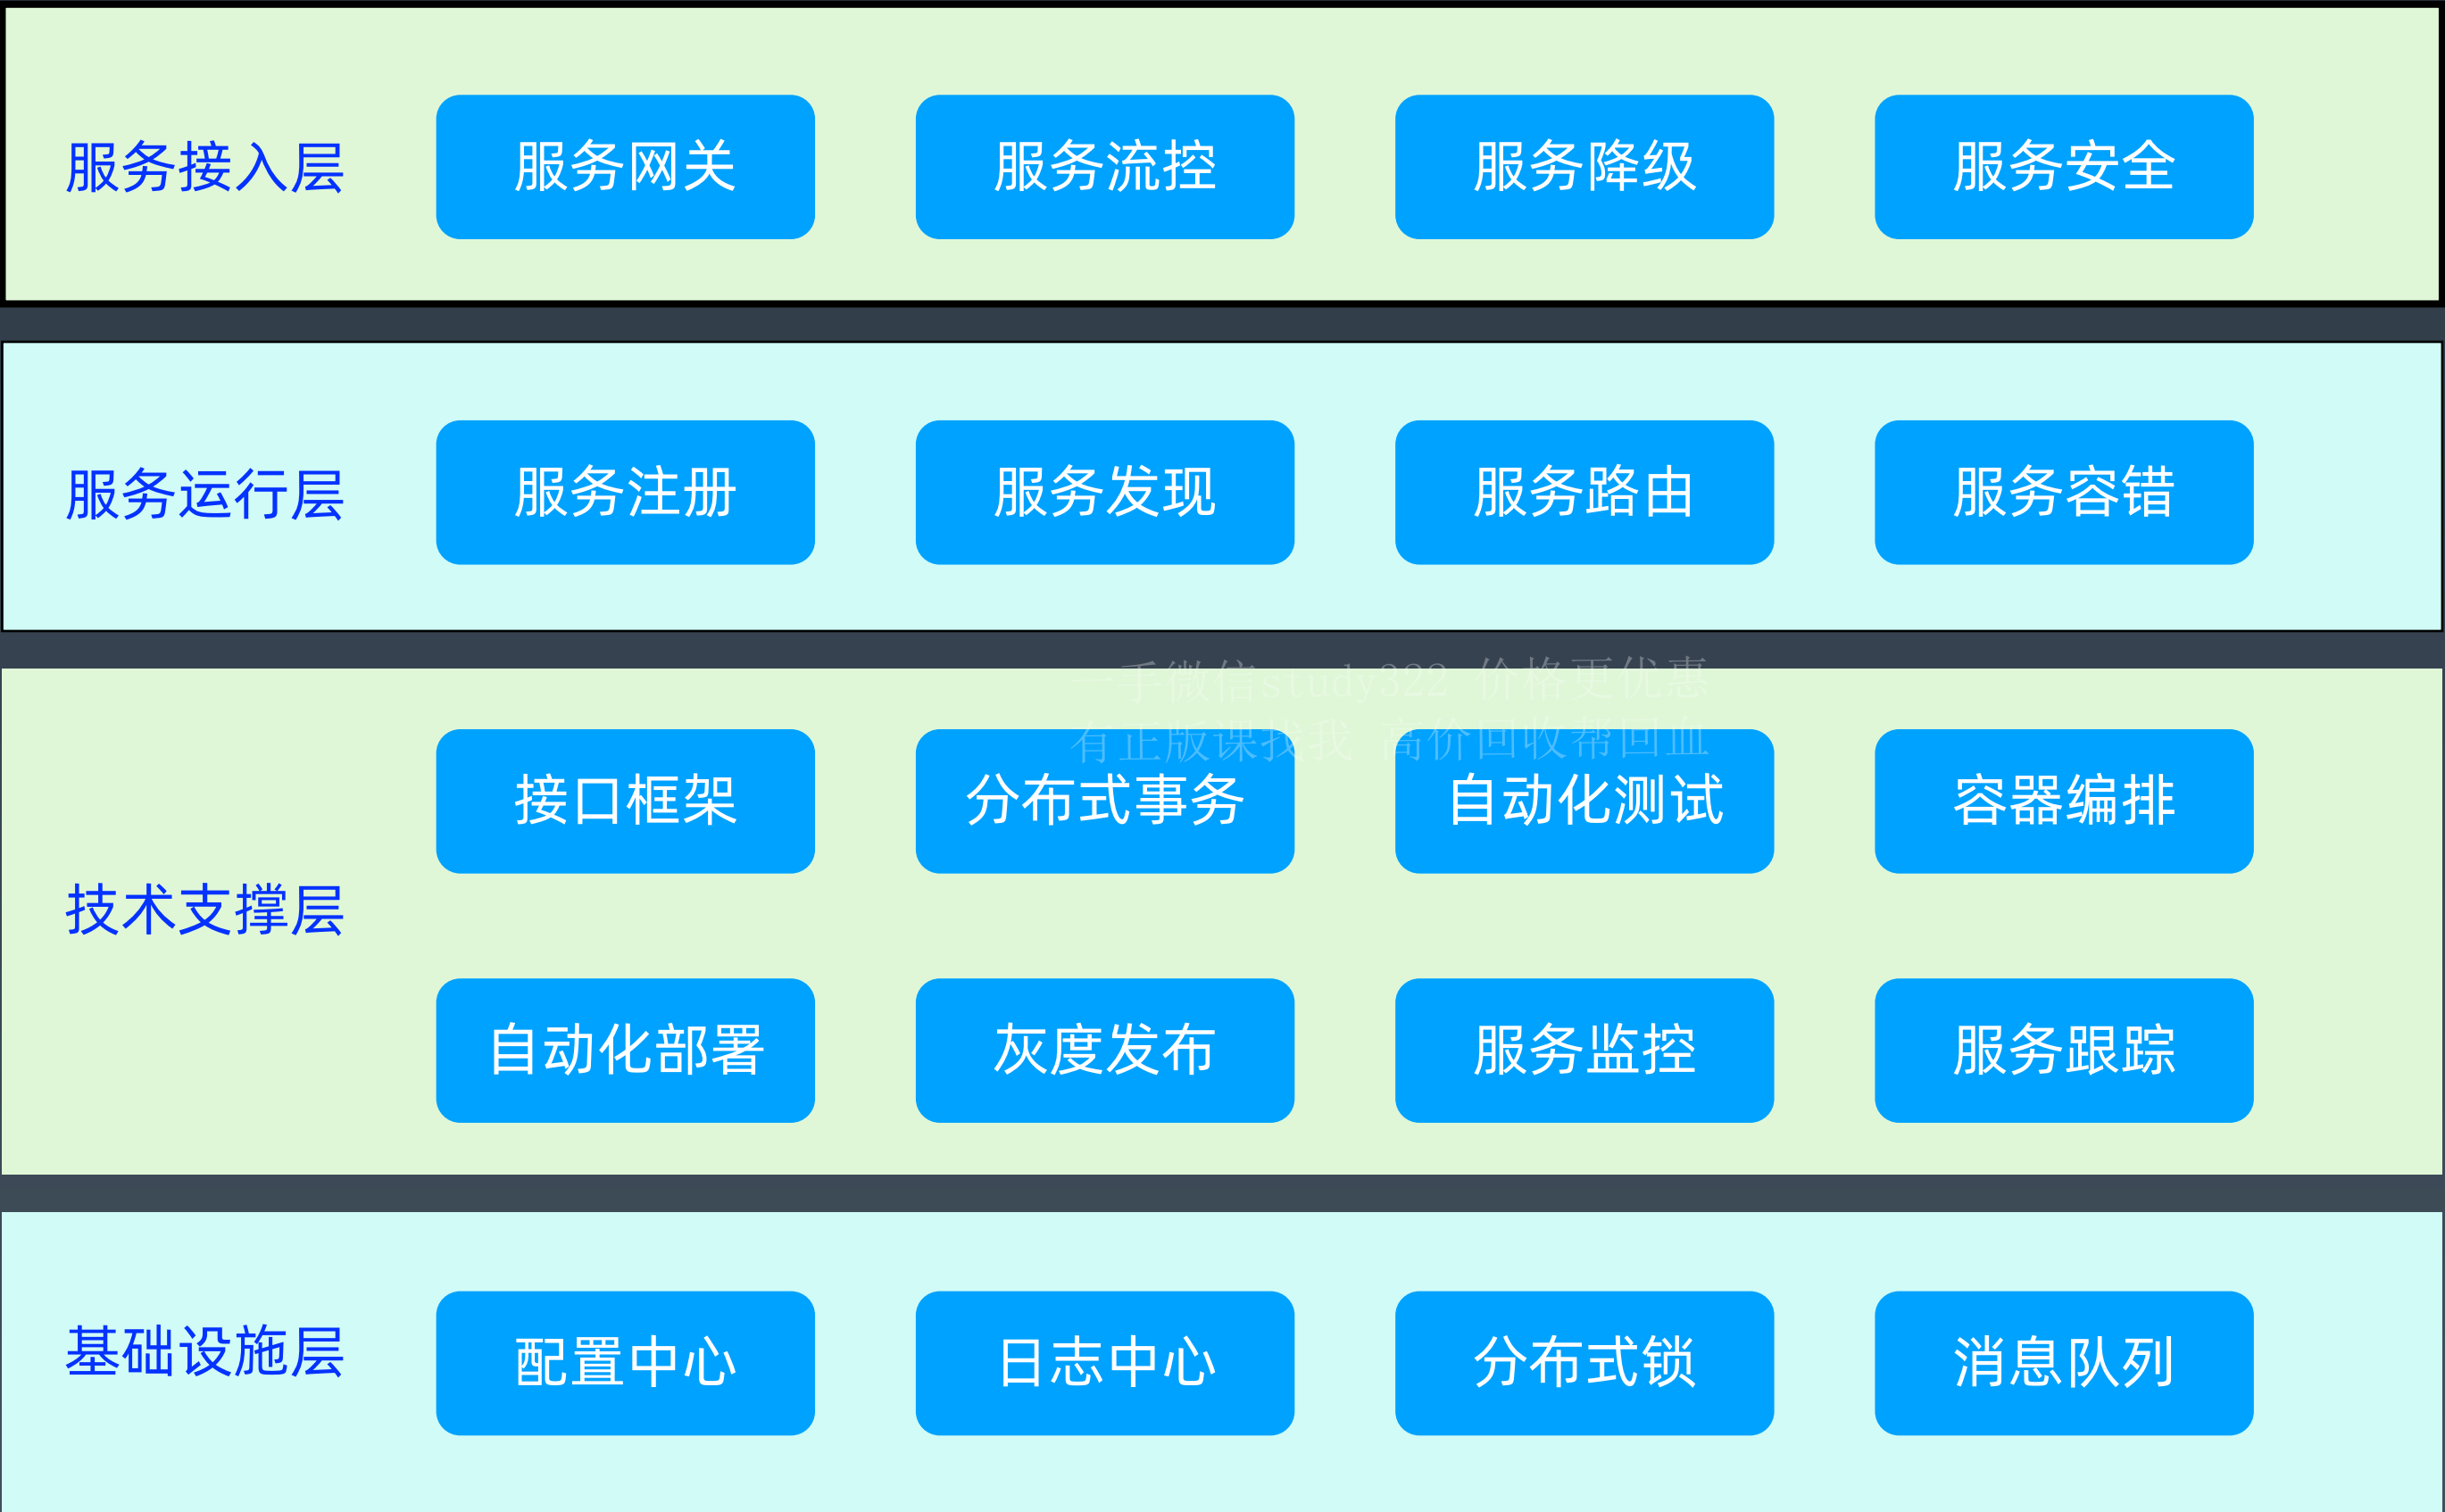 服务接入层 服务网关 服务流控 服务降级 服务安全
服务运行层 服务注册 服务发现 服务路由 服务容错
一手微信study322 价格更优惠
有正版课找我 高价回收帮回血
接口框架 分布式事务 自动化测试 容器编排
技术支撑层
自动化部署 灰度发布 服务监控 服务跟踪
基础设施层 配置中心 日志中心 分布式锁 消息队列